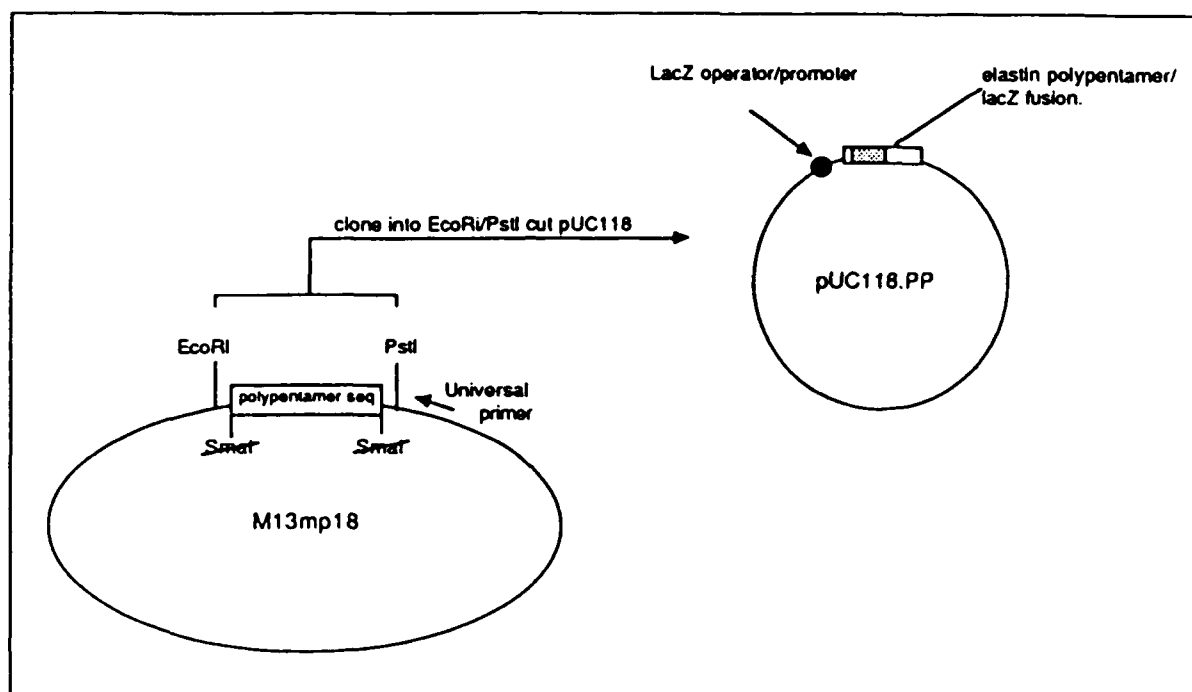 LacZ operator/promoter
elastin polypentamer/
lacZ fusion.
clone into EcoRi/PstI cut pUC118
pUC118.PP
EcoRI
PstI
polypentamer seq
Universal
primer
SmaI
SmaI
M13mp18